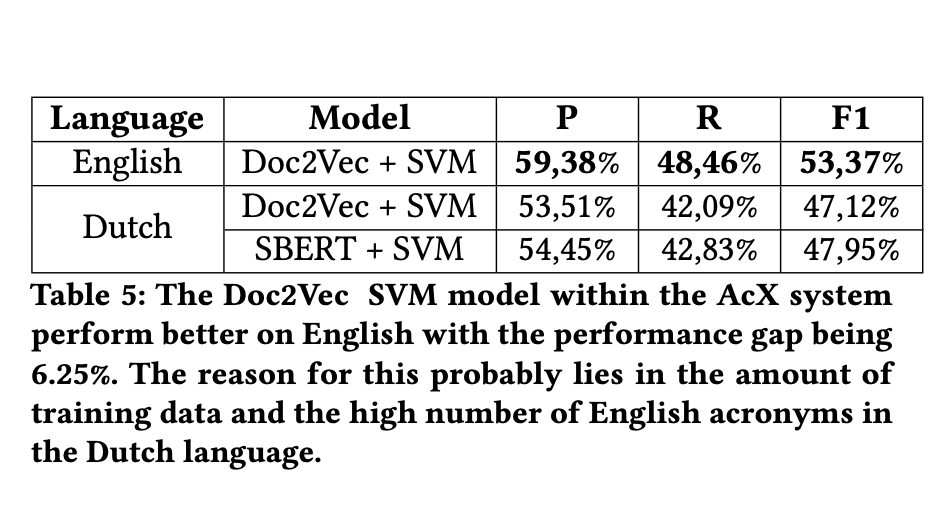 Language Model P R F1
English Doc2Vec + SVM 59,38% 48,46% 53,37%
Dutch Doc2Vec + SVM 53,51% 42,09% 47,12%
SBERT + SVM 54,45% 42,83% 47,95%
Table 5: The Doc2Vec SVM model within the AcX system
perform better on English with the performance gap being
6.25%. The reason for this probably lies in the amount of
training data and the high number of English acronyms in
the Dutch language.